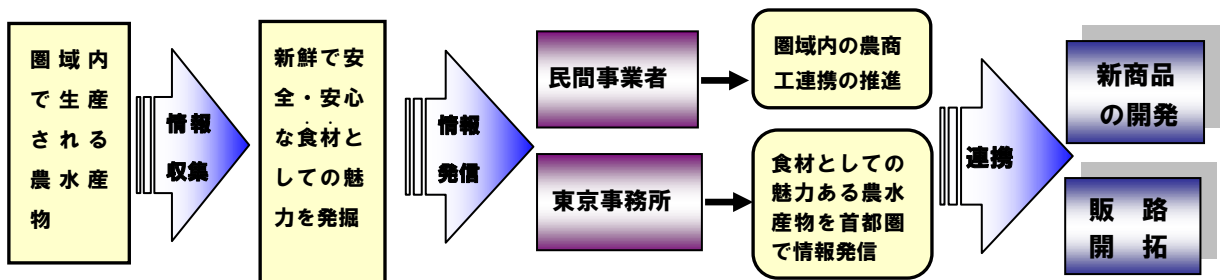 圏域内
で生産
される
農水産
物
情報
収集
新鮮で安
全・安心
な食材と
しての魅
力を発掘
情報
発信
民間事業者
圏域内の農商
工連携の推進
東京事務所
食材としての
魅力ある農水
産物を首都圏
で情報発信
連携
新商品
の開発
販路
開拓